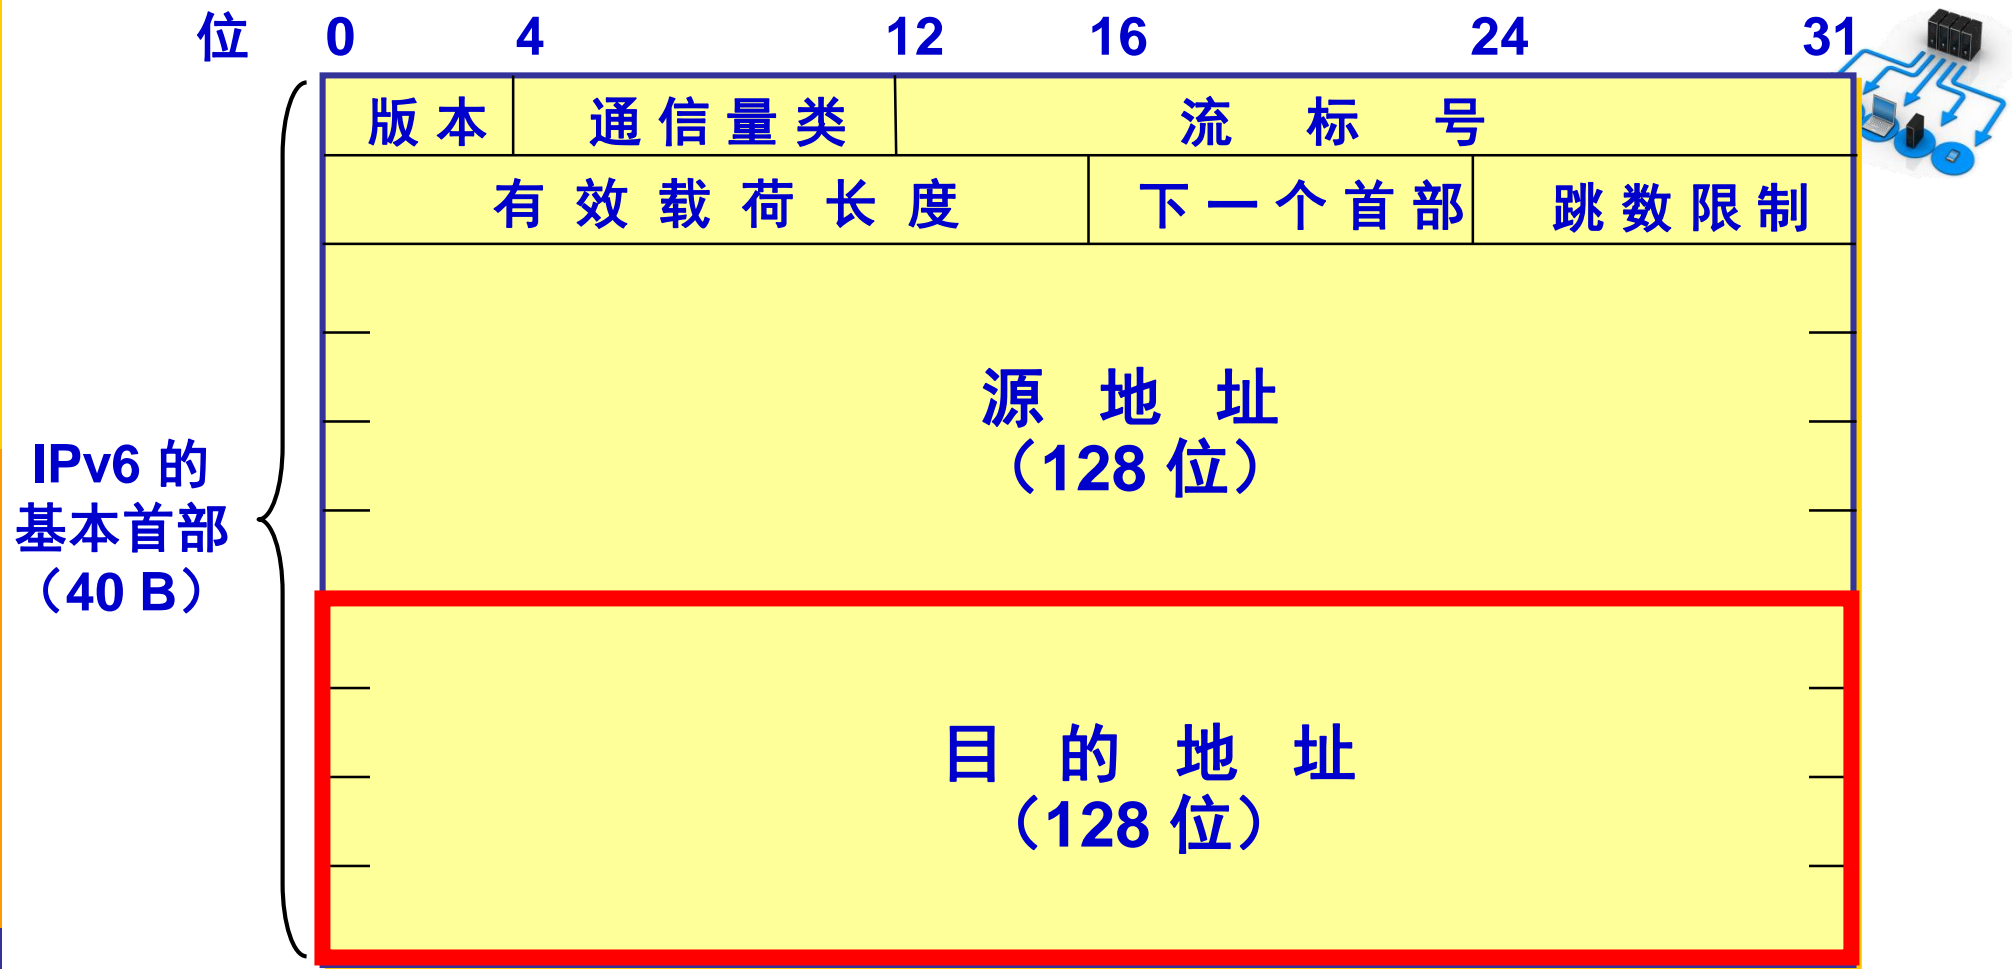 位 0 4 12 16 24 31
版本 通信量类 流标号
有效载荷长度 下一个首部 跳数限制
源地址
（128 位）
IPv6 的
基本首部
（40 B）
目的地址
（128 位）